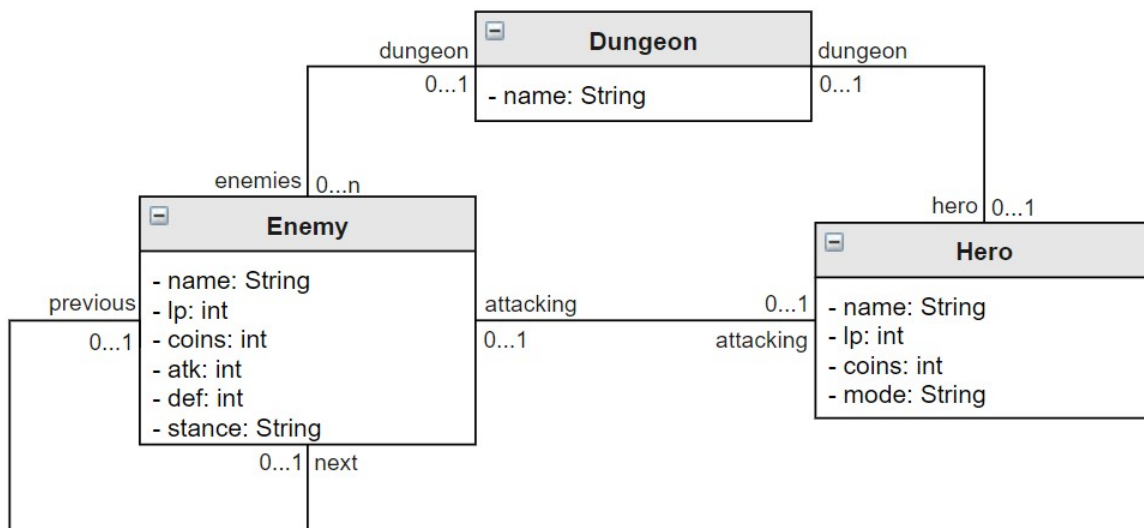 Dungeon
- name: String
dungeon
0...1
dungeon
0...1
enemies
0...n
hero
0...1
Enemy
- name: String
- lp: int
- coins: int
- atk: int
- def: int
- stance: String
previous
0...1
0...1
next
attacking
0...1
0...1
attacking
Hero
- name: String
- lp: int
- coins: int
- mode: String